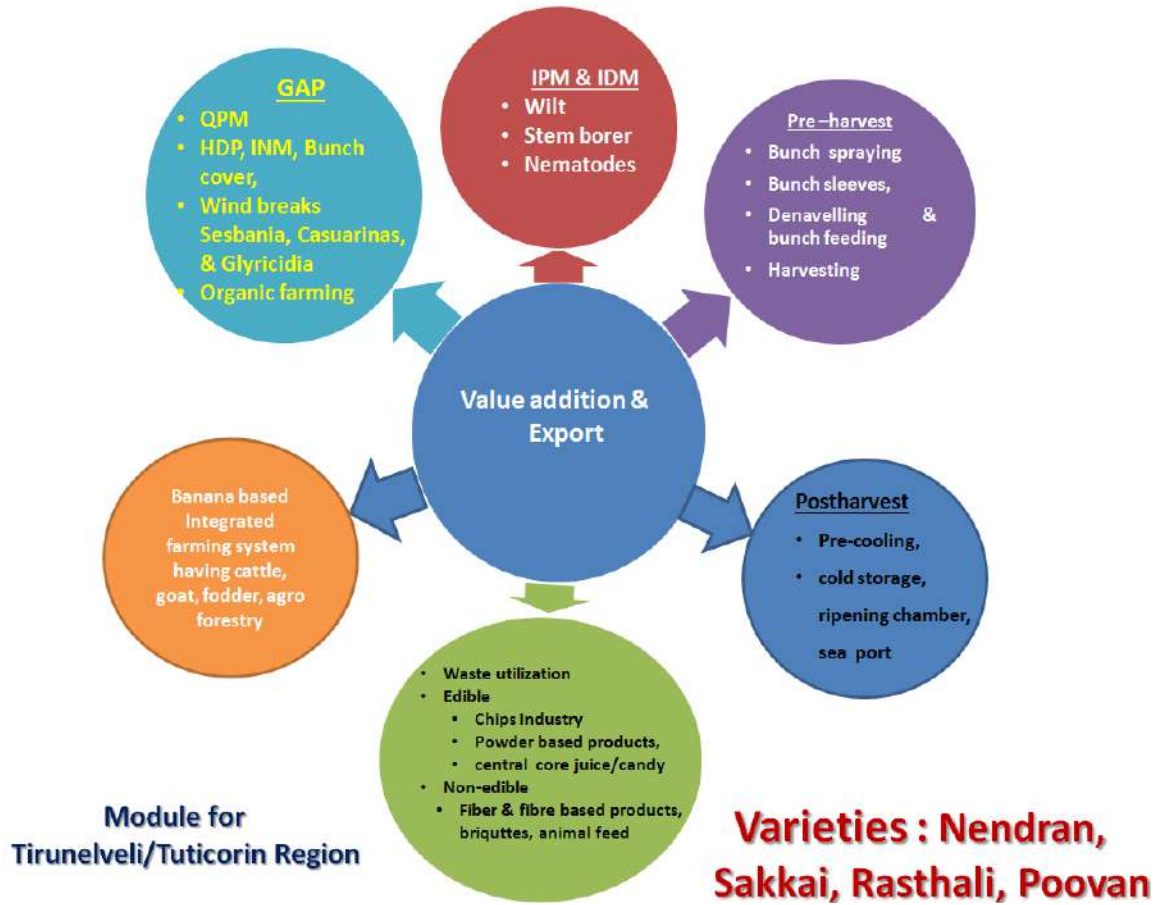 GAP
• QPM
• HDP, INM, Bunch
cover,
• Wind breaks
Sesbania, Casuarinas,
& Glyricidia
• Organic farming
IPM & IDM
• Wilt
• Stem borer
• Nematodes
Pre –harvest
• Bunch spraying
• Bunch sleeves,
• Denavelling &
bunch feeding
• Harvesting
Value addition &
Export
Banana based
Integrated
farming system
having cattle,
goat, fodder, agro
forestry
Postharvest
• Pre-cooling,
• cold storage,
ripening chamber,
sea port
• Waste utilization
• Edible
• Chips Industry
• Powder based products,
• central core juice/candy
• Non-edible
• Fiber & fibre based products,
briquttes, animal feed
Module for
Tirunelveli/Tuticorin Region
Varieties : Nendran,
Sakkai, Rasthali, Poovan